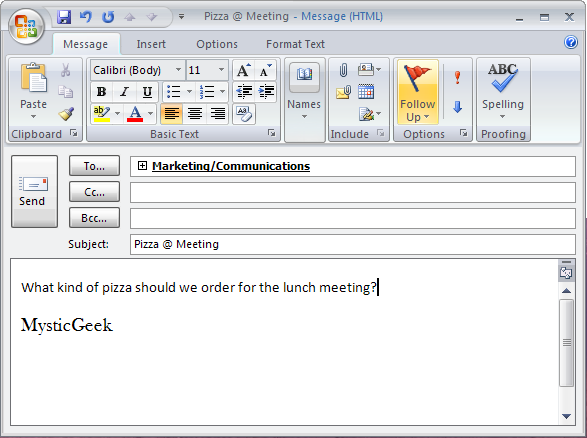 Pizza @ Meeting - Message (HTML)
Message Insert Options Format Text
Calibri (Body) 11 A A
Paste B I U Names Follow Up ABC Spelling
ab A
Clipboard Basic Text Include Options Proofing
To... Marketing/Communications
Send Cc...
Bcc...
Subject: Pizza @ Meeting
What kind of pizza should we order for the lunch meeting?
MysticGeek